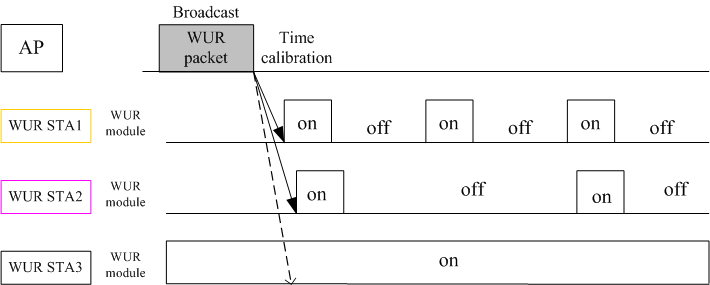 Broadcast
AP
WUR
packet
Time
calibration
WUR STA1
WUR
module
on
off
on
off
on
off
WUR STA2
WUR
module
on
off
on
off
WUR STA3
WUR
module
on